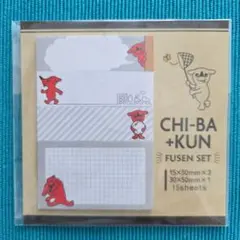 CHI-BA
+KUN
FUSEN SET
15×50mm×3
30×50mm×1
15sheets